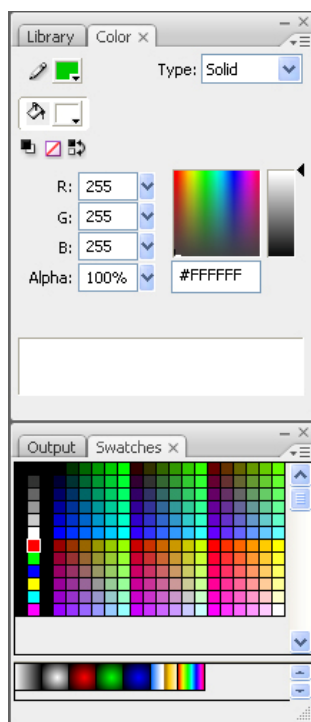 Library Color
Type: Solid
R: 255
G: 255
B: 255
Alpha: 100% #FFFFFF
Output Swatches